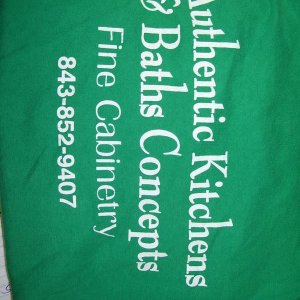 Authentic Kitchens
& Baths Concepts
Fine Cabinetry
843-852-9407